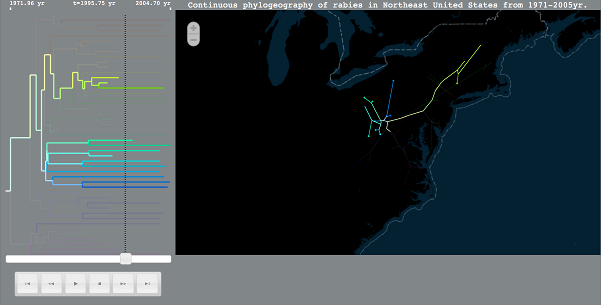 1971.96 yr
t=1995.75 yr
2004.70 yr
Continuous phylogeography of rabies in Northeast United States from 1971-2005yr.